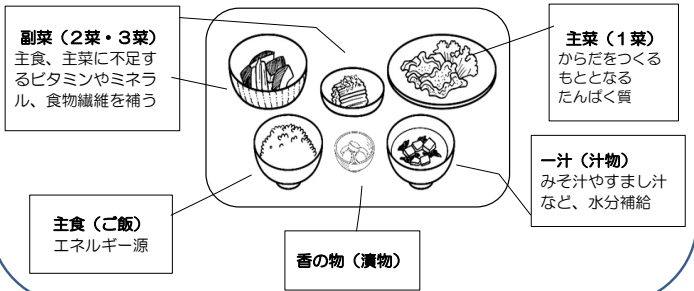 副菜（２菜・３菜）
主食、主菜に不足す
るビタミンやミネラ
ル、食物繊維を補う
主菜（１菜）
からだをつくる
もととなる
たんぱく質
主食（ご飯）
エネルギー源
香の物（漬物）
一汁（汁物）
みそ汁やすまし汁
など、水分補給